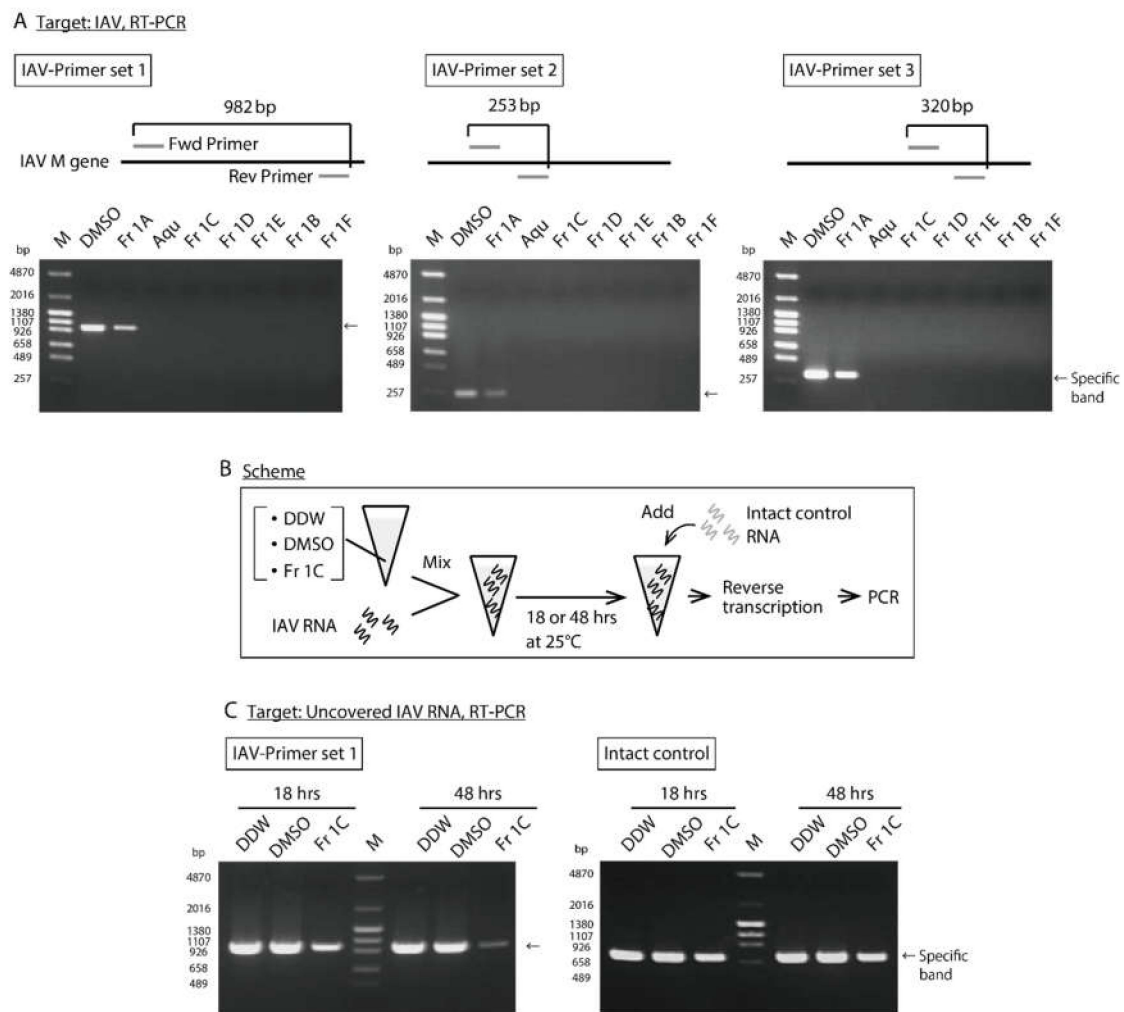 A Target: IAV, RT-PCR
IAV-Primer set 1
982 bp
Fwd Primer
IAV M gene
Rev Primer
bp
M
DMSO
Fr 1A
Aqu
Fr 1C
Fr 1D
Fr 1E
Fr 1B
Fr 1F
4870
2016
1380
1107
926
658
489
257
←
IAV-Primer set 2
253 bp
bp
M
DMSO
Fr 1A
Aqu
Fr 1C
Fr 1D
Fr 1E
Fr 1B
Fr 1F
4870
2016
1380
1107
926
658
489
257
←
IAV-Primer set 3
320 bp
bp
M
DMSO
Fr 1A
Aqu
Fr 1C
Fr 1D
Fr 1E
Fr 1B
Fr 1F
4870
2016
1380
1107
926
658
489
257
← Specific
band
B Scheme
• DDW
• DMSO
• Fr 1C
IAV RNA
Mix
18 or 48 hrs
at 25°C
Add
Intact control
RNA
Reverse
transcription
PCR
C Target: Uncovered IAV RNA, RT-PCR
IAV-Primer set 1
18 hrs
48 hrs
bp
DDW
DMSO
Fr 1C
M
DDW
DMSO
Fr 1C
4870
2016
1380
1107
926
658
489
←
Intact control
18 hrs
48 hrs
bp
DDW
DMSO
Fr 1C
M
DDW
DMSO
Fr 1C
4870
2016
1380
1107
926
658
489
← Specific
band